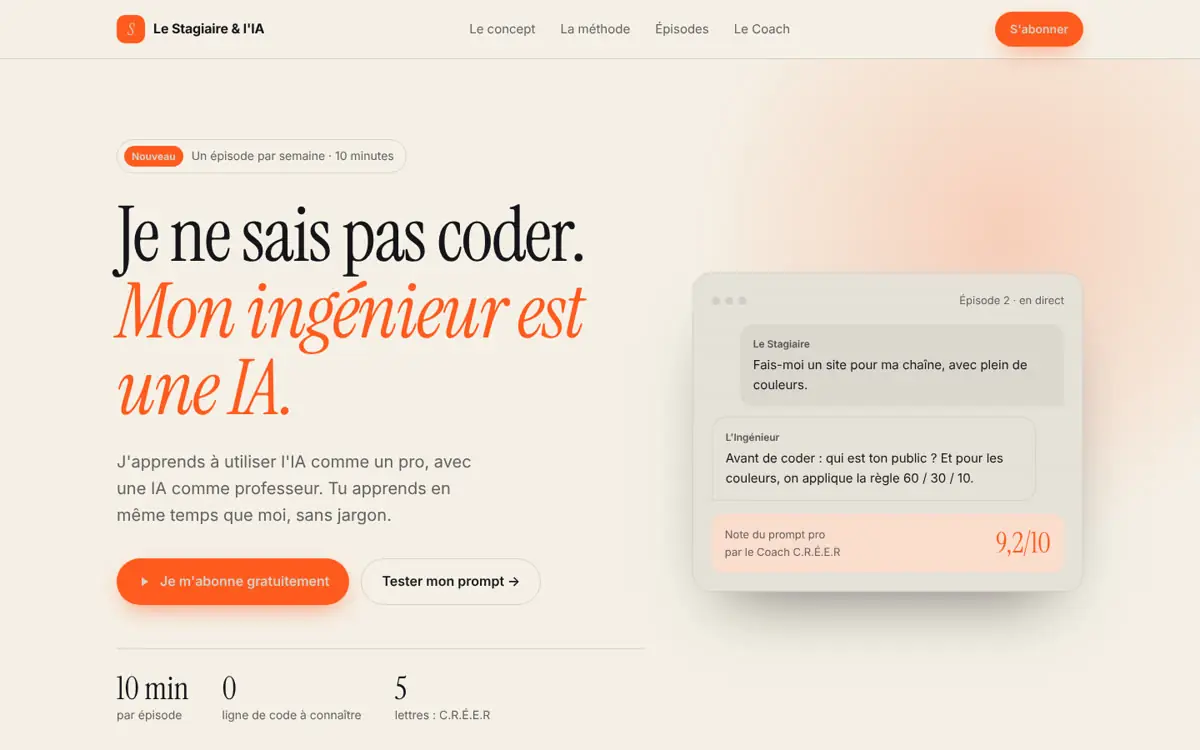 S Le Stagiaire & l'IA
Le concept La méthode Épisodes Le Coach
S'abonner
Nouveau Un épisode par semaine · 10 minutes
Je ne sais pas coder.
Mon ingénieur est
une IA.
J'apprends à utiliser l'IA comme un pro, avec
une IA comme professeur. Tu apprends en
même temps que moi, sans jargon.
Je m'abonne gratuitement
Tester mon prompt →
10 min
par épisode
0
ligne de code à connaître
5
lettres : C.R.É.E.R
Épisode 2 · en direct
Le Stagiaire
Fais-moi un site pour ma chaîne, avec plein de
couleurs.
L'Ingénieur
Avant de coder : qui est ton public ? Et pour les
couleurs, on applique la règle 60 / 30 / 10.
Note du prompt pro
par le Coach C.R.É.E.R
9,2/10